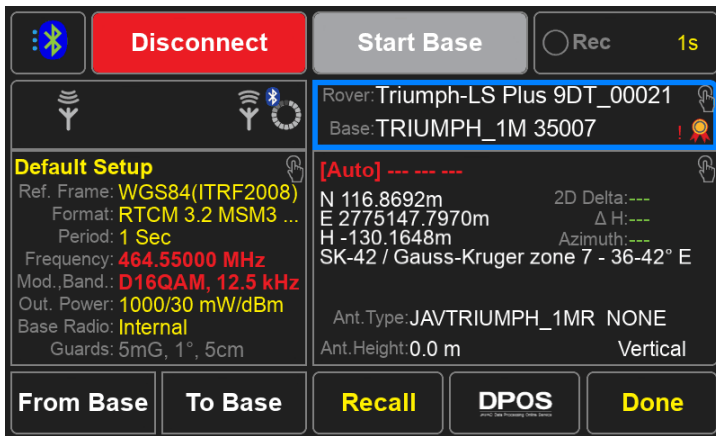 Disconnect
Start Base
Rec 1s
Rover:Triumph-LS Plus 9DT_00021
Base:TRIUMPH_1M 35007 !
Default Setup
Ref. Frame: WGS84(ITRF2008)
Format: RTCM 3.2 MSM3 ...
Period: 1 Sec
Frequency: 464.55000 MHz
Mod.,Band.: D16QAM, 12.5 kHz
Out. Power: 1000/30 mW/dBm
Base Radio: Internal
Guards: 5mG, 1°, 5cm
[Auto] --- --- ---
N 116.8692m 2D Delta:---
E 2775147.7970m Δ H:---
H -130.1648m Azimuth:---
SK-42 / Gauss-Kruger zone 7 - 36-42° E
Ant.Type:JAVTRIUMPH_1MR NONE
Ant.Height:0.0 m Vertical
From Base
To Base
Recall
DPOS
Done